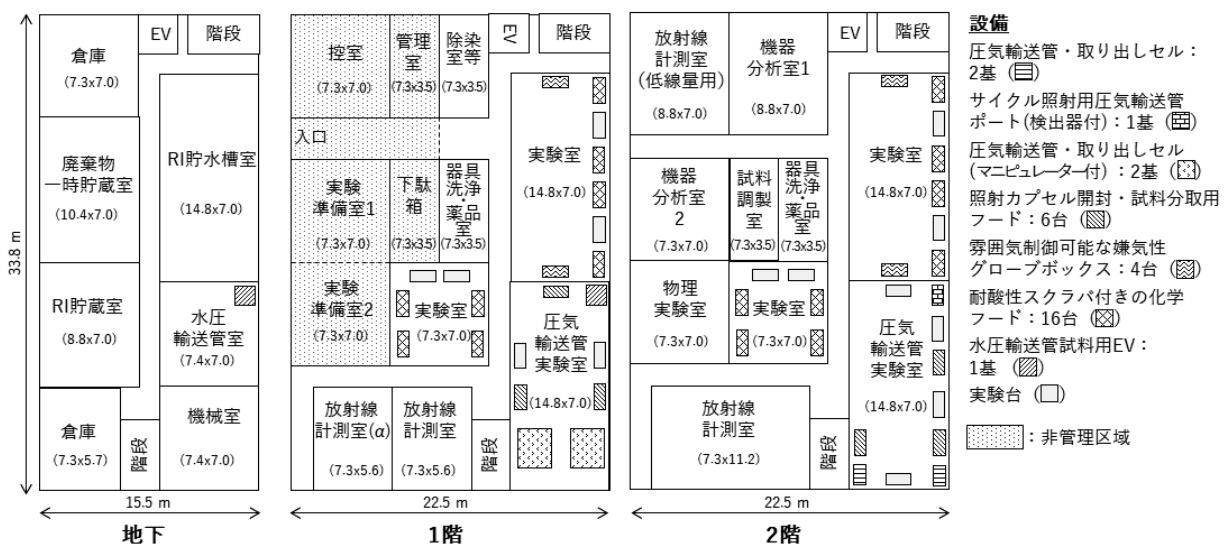 33.8 m
倉庫
(7.3x7.0)
EV
階段
廃棄物
一時貯蔵室
(10.4x7.0)
RI貯水槽室
(14.8x7.0)
RI貯蔵室
(8.8x7.0)
水圧
輸送管室
(7.4x7.0)
倉庫
(7.3x5.7)
階段
機械室
(7.4x7.0)
15.5 m
地下
控室
(7.3x7.0)
管理
室
(7.3x3.5)
除染
室等
(7.3x3.5)
EV
階段
入口
実験
準備室1
(7.3x7.0)
下駄
箱
(7.3x3.5)
器具
洗浄・
薬品
室
(7.3x3.5)
実験室
(14.8x7.0)
実験
準備室2
(7.3x7.0)
実験室
(7.3x7.0)
圧気
輸送管
実験室
(14.8x7.0)
放射線
計測室(α)
(7.3x5.6)
放射線
計測室
(7.3x5.6)
階段
22.5 m
1階
放射線
計測室
(低線量用)
(8.8x7.0)
機器
分析室1
(8.8x7.0)
EV
階段
機器
分析室
2
(7.3x7.0)
試料
調製
室
(7.3x3.5)
器具
洗浄・
薬品
室
(7.3x3.5)
実験室
(14.8x7.0)
物理
実験室
(7.3x7.0)
実験室
(7.3x7.0)
圧気
輸送管
実験室
(14.8x7.0)
放射線
計測室
(7.3x11.2)
階段
22.5 m
2階
設備
圧気輸送管・取り出しセル：
2基 ( )
サイクル照射用圧気輸送管
ポート(検出器付)：1基 ( )
圧気輸送管・取り出しセル
(マニピュレーター付)：2基 ( )
照射カプセル開封・試料分取用
フード：6台 ( )
雰囲気制御可能な嫌気性
グローブボックス：4台 ( )
耐酸性スクラバ付きの化学
フード：16台 ( )
水圧輸送管試料用EV：
1基 ( )
実験台 ( )
：非管理区域